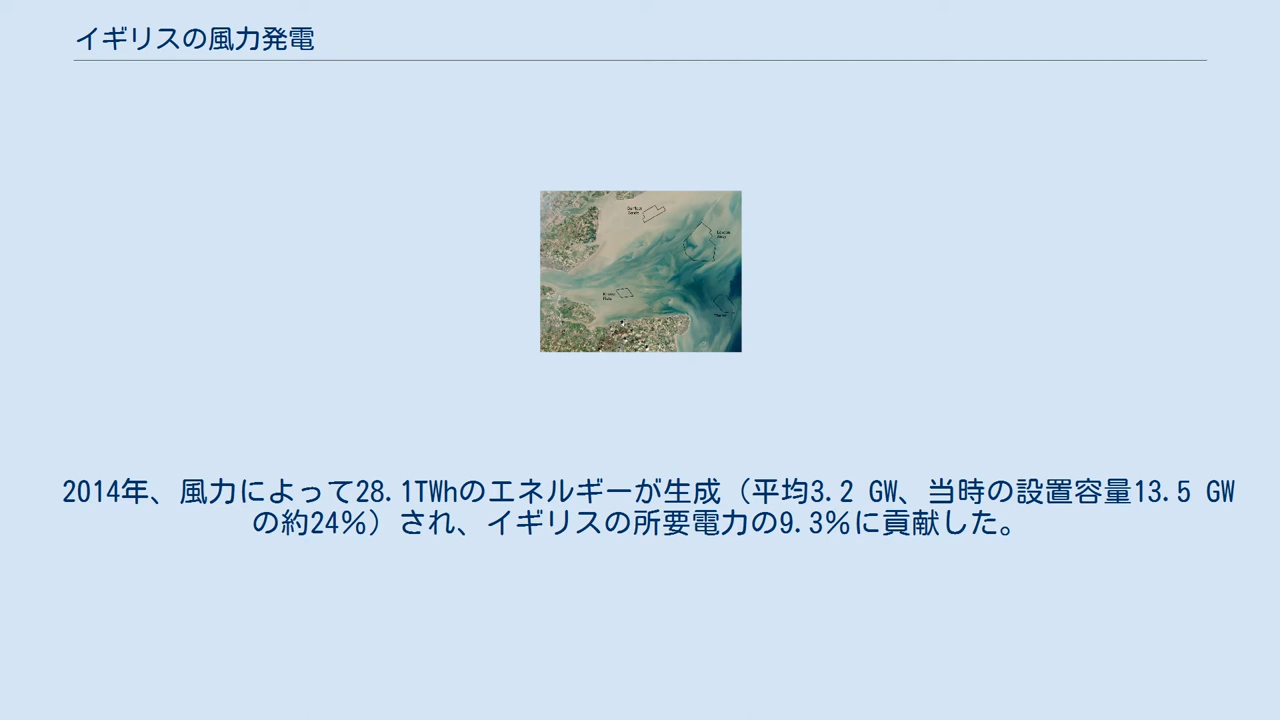 イギリスの風力発電
2014年、風力によって28.1TWhのエネルギーが生成（平均3.2 GW、当時の設置容量13.5 GW
の約24％）され、イギリスの所要電力の9.3％に貢献した。